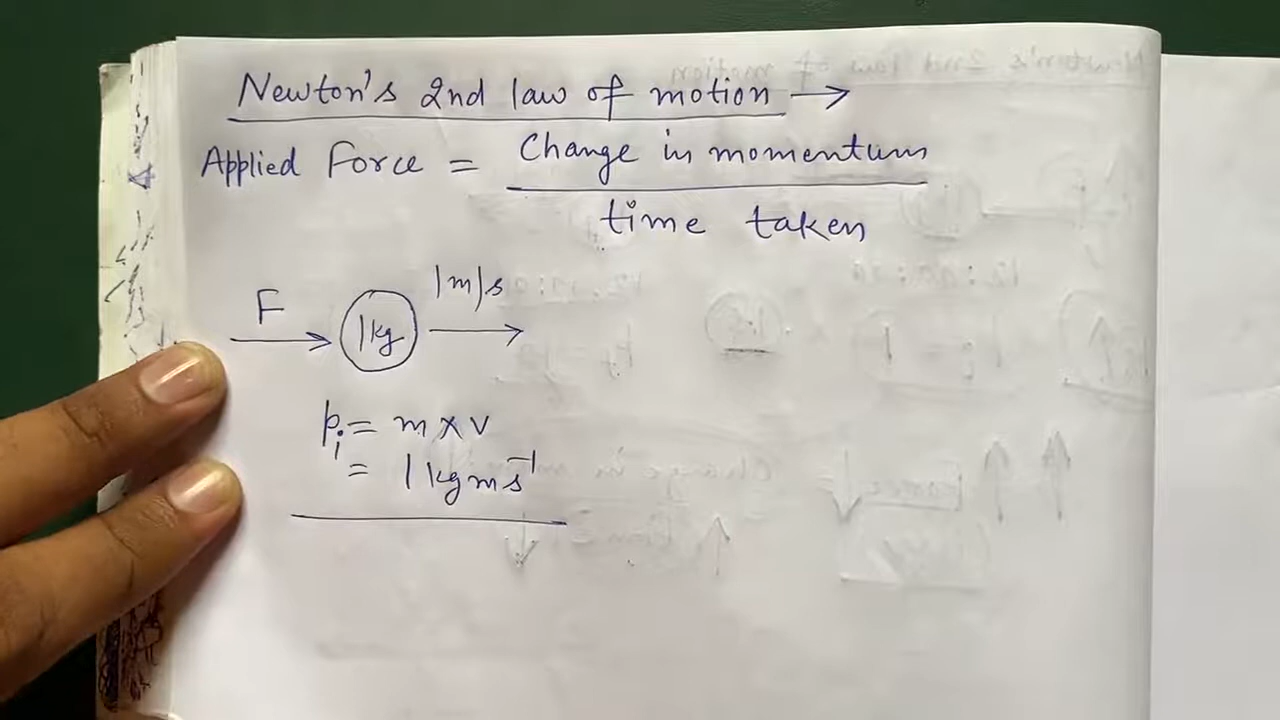 Newton's 2nd law of motion →
Applied Force = Change in momentum
time taken
F 1kg 1m/s
pi = m × v
= 1 kg m s⁻¹